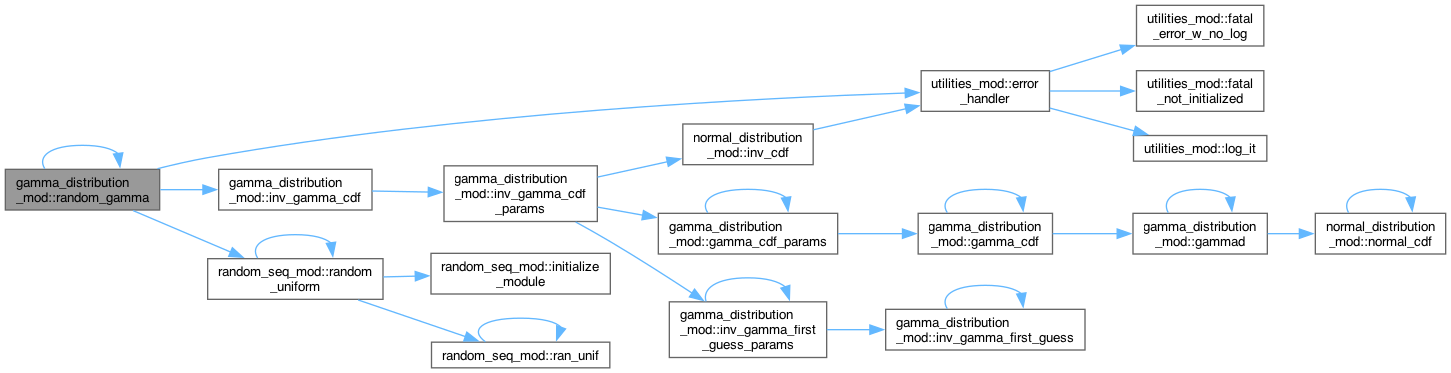 utilities_mod::fatal
_error_w_no_log
utilities_mod::error
_handler
utilities_mod::fatal
_not_initialized
normal_distribution
_mod::inv_cdf
utilities_mod::log_it
gamma_distribution
_mod::random_gamma
gamma_distribution
_mod::inv_gamma_cdf
gamma_distribution
_mod::inv_gamma_cdf
_params
gamma_distribution
_mod::gamma_cdf_params
gamma_distribution
_mod::gamma_cdf
gamma_distribution
_mod::gammad
normal_distribution
_mod::normal_cdf
random_seq_mod::random
_uniform
random_seq_mod::initialize
_module
gamma_distribution
_mod::inv_gamma_first
_guess_params
gamma_distribution
_mod::inv_gamma_first_guess
random_seq_mod::ran_unif